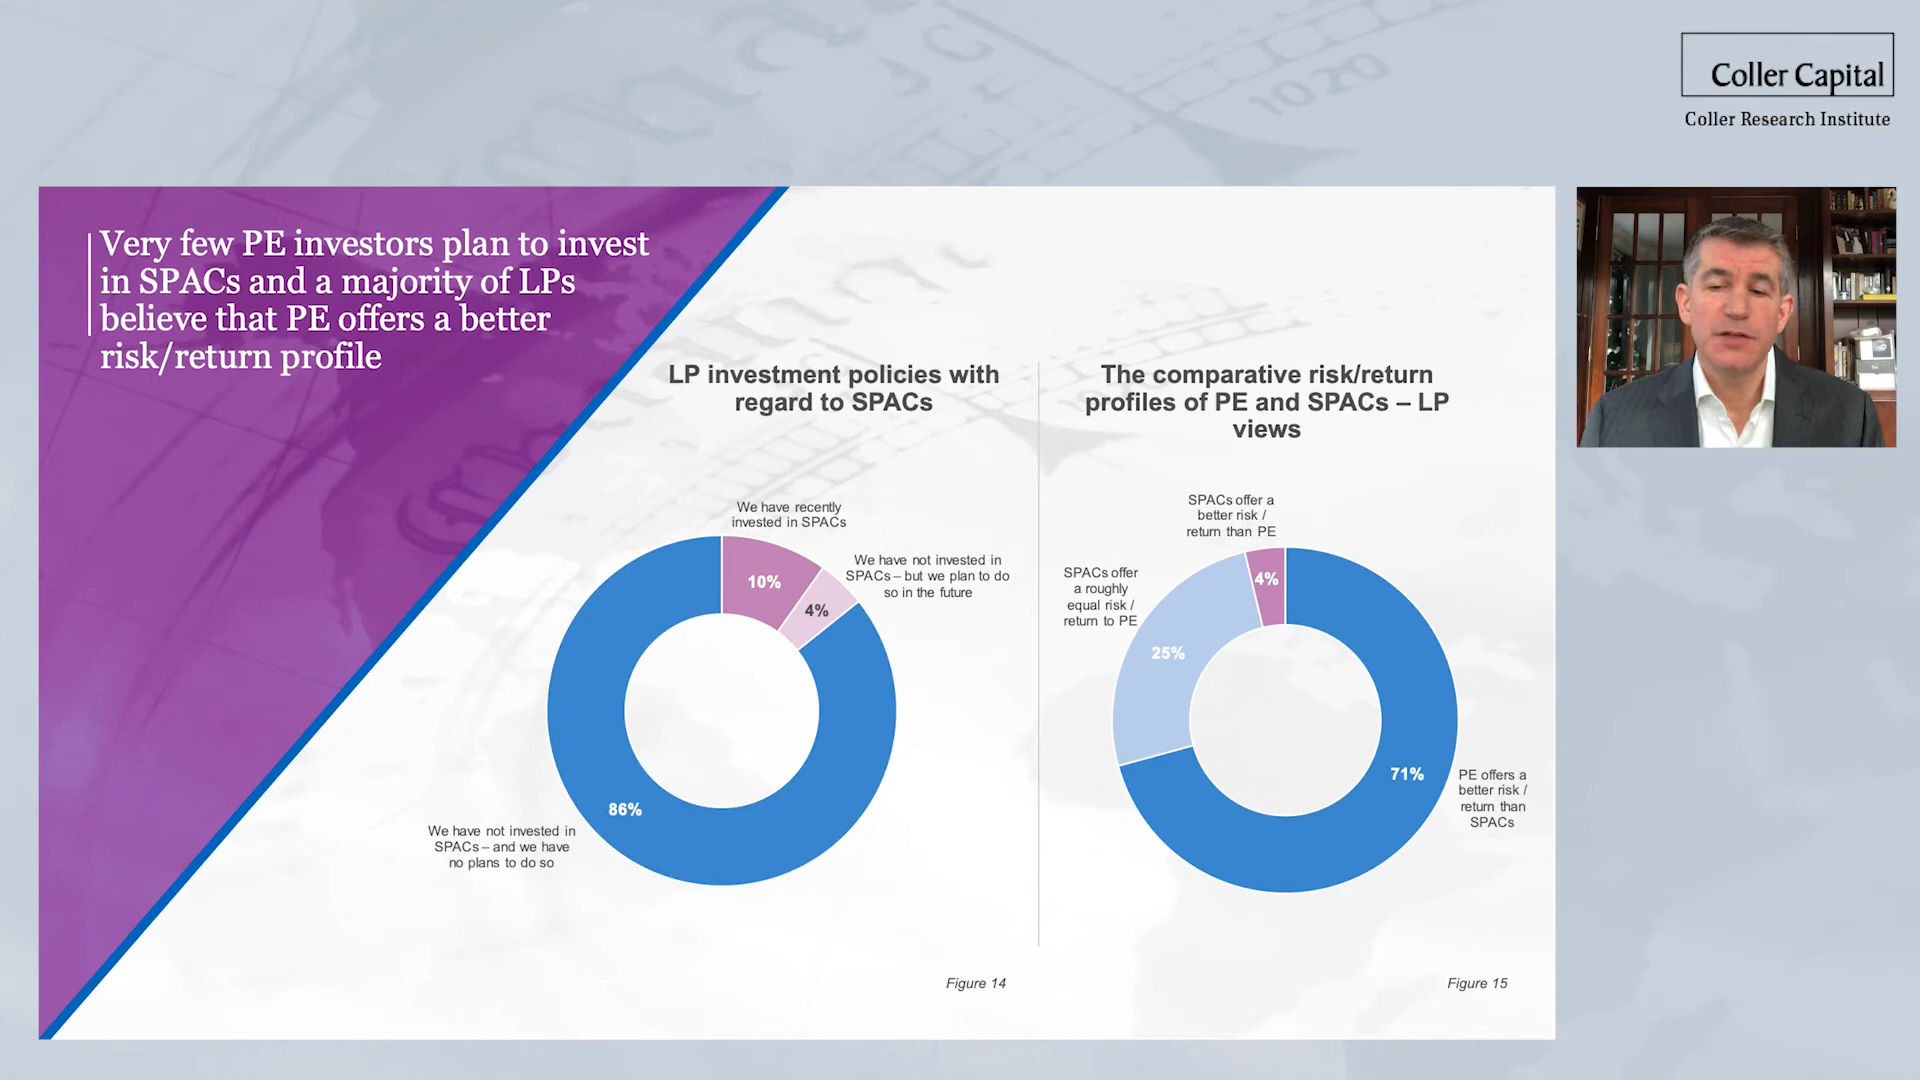 Coller Capital
Coller Research Institute
Very few PE investors plan to invest
in SPACs and a majority of LPs
believe that PE offers a better
risk/return profile
LP investment policies with
regard to SPACs
We have recently
invested in SPACs
10%
We have not invested in
SPACs – but we plan to do
so in the future
4%
86%
We have not invested in
SPACs – and we have
no plans to do so
Figure 14
The comparative risk/return
profiles of PE and SPACs – LP
views
SPACs offer a
better risk /
return than PE
4%
SPACs offer
a roughly
equal risk /
return to PE
25%
71%
PE offers a
better risk /
return than
SPACs
Figure 15
1020